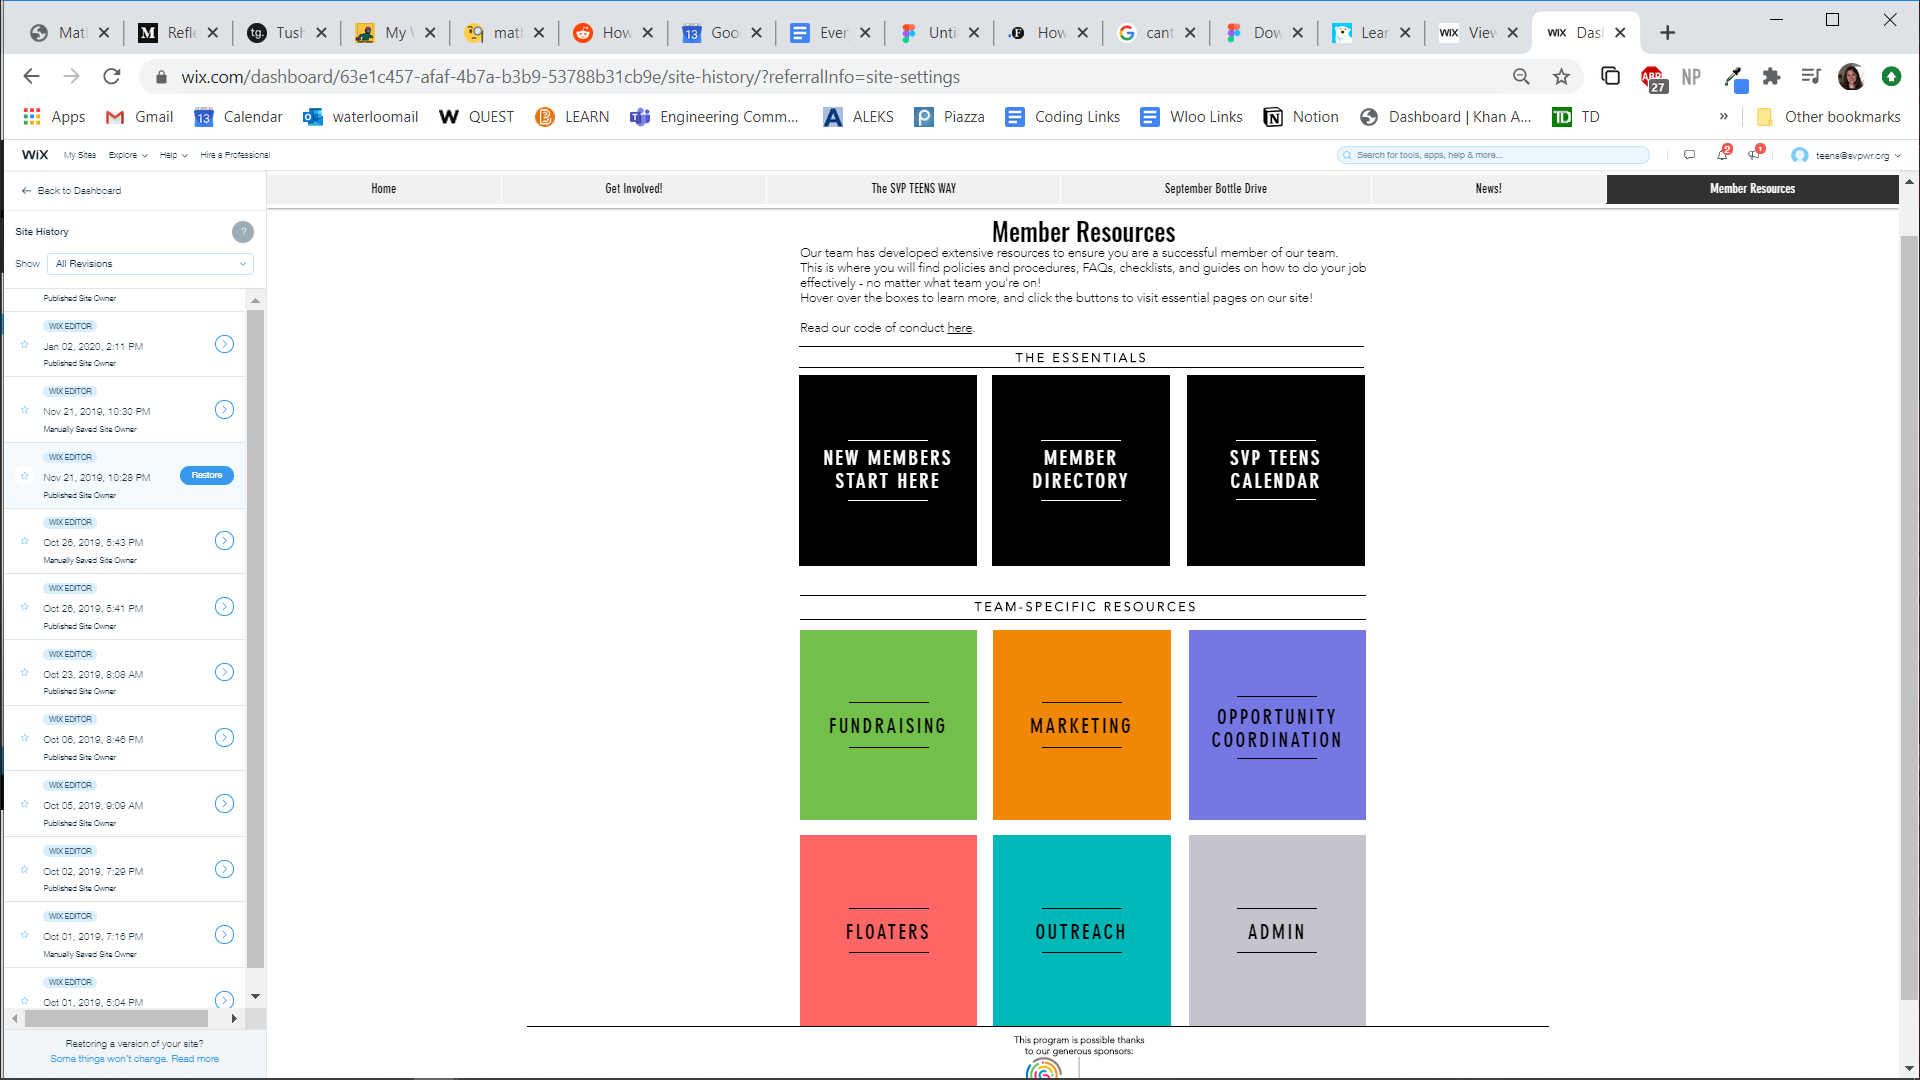 Mat
Refle
tg. Tush
My V
matl
How
13 Goo
Ever
Unti
How
cant
Dow
Lear
WIX View
WIX Dasl
wix.com/dashboard/63e1c457-afaf-4b7a-b3b9-53788b31cb9e/site-history/?referralInfo=site-settings
ABP 27
NP
Apps
Gmail
13 Calendar
waterloomail
W QUEST
LEARN
Engineering Comm...
ALEKS
Piazza
Coding Links
Wloo Links
Notion
Dashboard | Khan A...
TD TD
»
Other bookmarks
WiX
My Sites
Explore
Help
Hire a Professional
Search for tools, apps, help & more...
2
1
teens@svpwr.org
Back to Dashboard
Site History
?
Show All Revisions
Published Site Owner
WIX EDITOR
Jan 02, 2020, 2:11 PM
Published Site Owner
WIX EDITOR
Nov 21, 2019, 10:30 PM
Manually Saved Site Owner
WIX EDITOR
Nov 21, 2019, 10:28 PM
Restore
Published Site Owner
WIX EDITOR
Oct 26, 2019, 5:43 PM
Manually Saved Site Owner
WIX EDITOR
Oct 26, 2019, 5:41 PM
Published Site Owner
WIX EDITOR
Oct 23, 2019, 8:08 AM
Published Site Owner
WIX EDITOR
Oct 06, 2019, 8:46 PM
Published Site Owner
WIX EDITOR
Oct 05, 2019, 9:09 AM
Published Site Owner
WIX EDITOR
Oct 02, 2019, 7:29 PM
Published Site Owner
WIX EDITOR
Oct 01, 2019, 7:16 PM
Manually Saved Site Owner
WIX EDITOR
Oct 01, 2019, 5:04 PM
Restoring a version of your site?
Some things won't change. Read more
Home
Get Involved!
The SVP TEENS WAY
September Bottle Drive
News!
Member Resources
Member Resources
Our team has developed extensive resources to ensure you are a successful member of our team.
This is where you will find policies and procedures, FAQs, checklists, and guides on how to do your job
effectively - no matter what team you're on!
Hover over the boxes to learn more, and click the buttons to visit essential pages on our site!
Read our code of conduct here.
THE ESSENTIALS
NEW MEMBERS
START HERE
MEMBER
DIRECTORY
SVP TEENS
CALENDAR
TEAM-SPECIFIC RESOURCES
FUNDRAISING
MARKETING
OPPORTUNITY
COORDINATION
FLOATERS
OUTREACH
ADMIN
This program is possible thanks
to our generous sponsors: